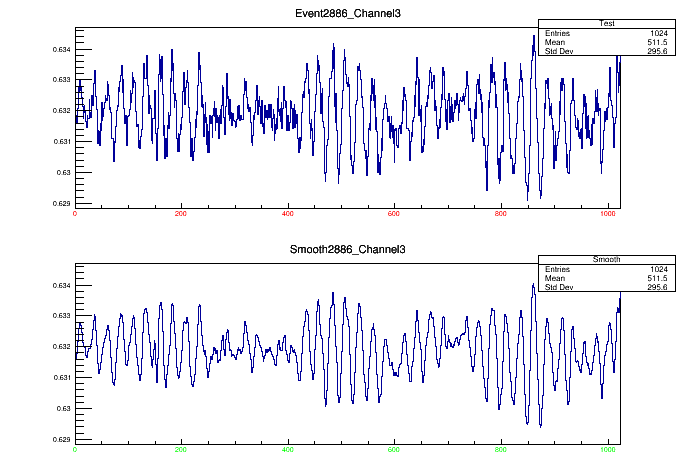 Event2886_Channel3
Test
Entries 1024
Mean 511.5
Std Dev 295.6
0.634
0.633
0.632
0.631
0.63
0.629
0 200 400 600 800 1000
Smooth2886_Channel3
Smooth
Entries 1024
Mean 511.5
Std Dev 295.6
0.634
0.633
0.632
0.631
0.63
0.629
0 200 400 600 800 1000